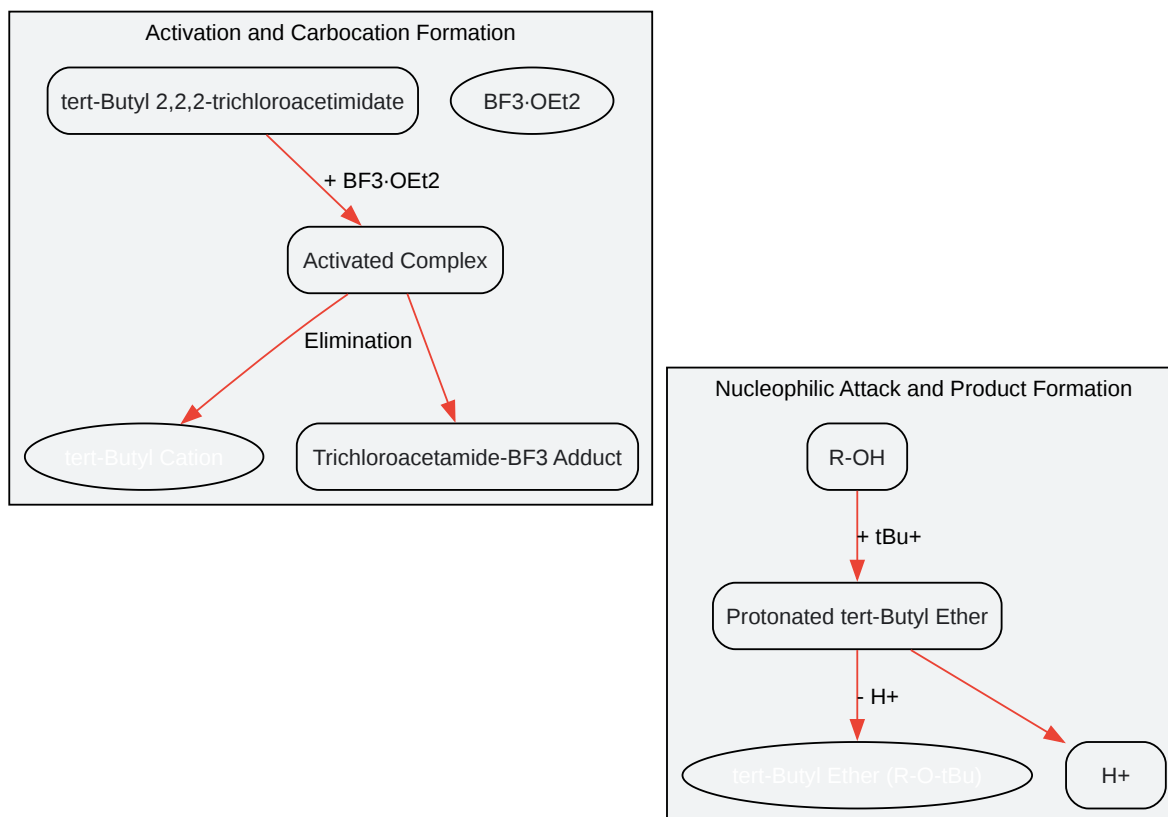 Activation and Carbocation Formation
tert-Butyl 2,2,2-trichloroacetimidate
BF3·OEt2
+ BF3·OEt2
Activated Complex
Elimination
tert-Butyl Cation
Trichloroacetamide-BF3 Adduct
Nucleophilic Attack and Product Formation
R-OH
+ tBu+
Protonated tert-Butyl Ether
- H+
tert-Butyl Ether (R-O-tBu)
H+